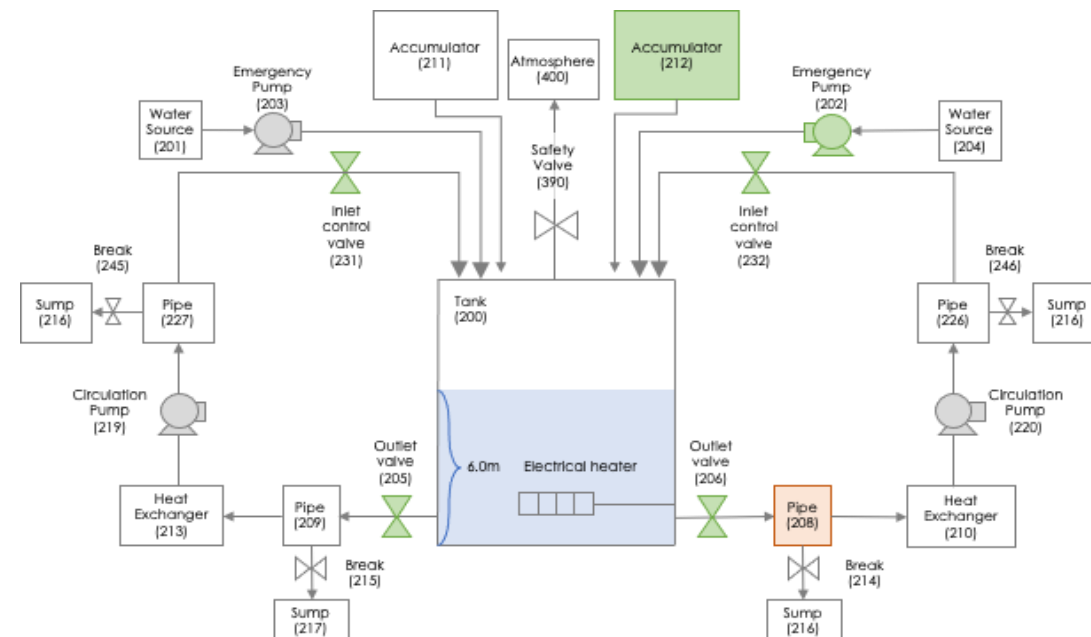 Accumulator
(211)
Atmosphere
(400)
Accumulator
(212)
Emergency
Pump
(203)
Emergency
Pump
(202)
Water
Source
(201)
Water
Source
(204)
Safety
Valve
(390)
Inlet
control
valve
(231)
Inlet
control
valve
(232)
Break
(245)
Break
(246)
Sump
(216)
Pipe
(227)
Tank
(200)
Pipe
(226)
Sump
(216)
Circulation
Pump
(219)
Circulation
Pump
(220)
Outlet
valve
(205)
6.0m
Electrical heater
Outlet
valve
(206)
Heat
Exchanger
(213)
Pipe
(209)
Pipe
(208)
Heat
Exchanger
(210)
Break
(215)
Break
(214)
Sump
(217)
Sump
(216)